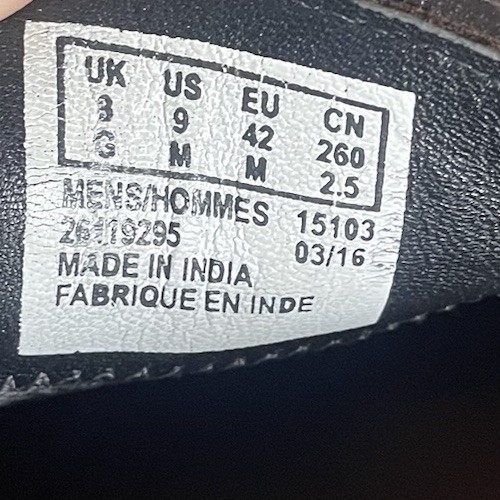 UK US EU CN
8 9 42 260
G M M 2.5
MENS/HOMMES 15103
26119295 03/16
MADE IN INDIA
FABRIQUE EN INDE